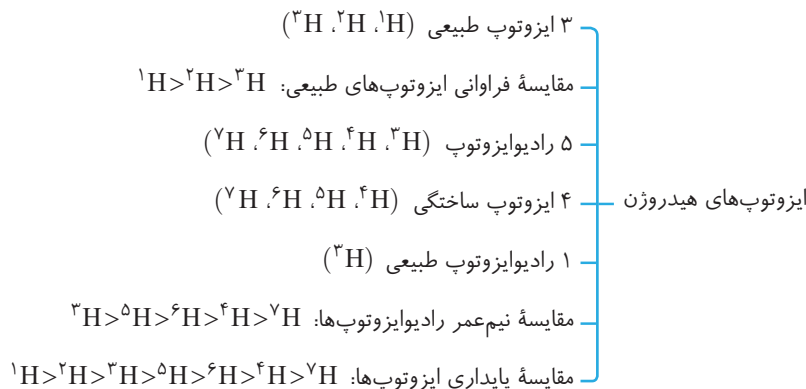 ۳ ایزوتوپ طبیعی (¹H، ²H، ³H)
مقایسهٔ فراوانی ایزوتوپ‌های طبیعی: ¹H>²H>³H
۵ رادیوایزوتوپ (³H، ⁴H، ⁵H، ⁶H، ⁷H)
ایزوتوپ‌های هیدروژن
۴ ایزوتوپ ساختگی (⁴H، ⁵H، ⁶H، ⁷H)
۱ رادیوایزوتوپ طبیعی (³H)
مقایسهٔ نیم‌عمر رادیوایزوتوپ‌ها: ³H>⁵H>⁶H>⁴H>⁷H
مقایسهٔ پایداری ایزوتوپ‌ها: ¹H>²H>³H>⁵H>⁶H>⁴H>⁷H